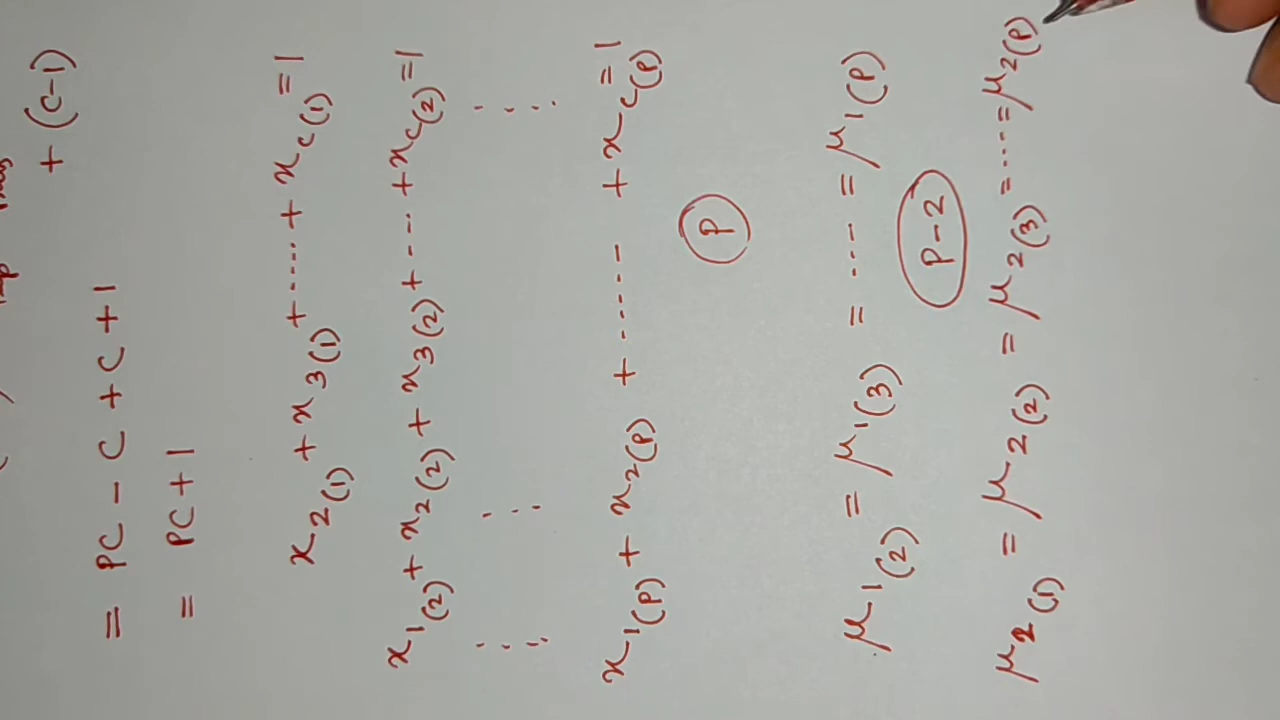 + (C-1)
= PC - C + C + 1
= PC + 1
x2(1) + x3(1) + ..... + xC(1) = 1
x1(2) + x2(2) + x3(2) + --- .. + xC(2) = 1
x1(P) + x2(P) + ..... + xC(P) = 1
P
μ1(2) = μ1(3) = ... - = μ1(P)
P-2
μ2(1) = μ2(2) = μ2(3) = .... = μ2(P)